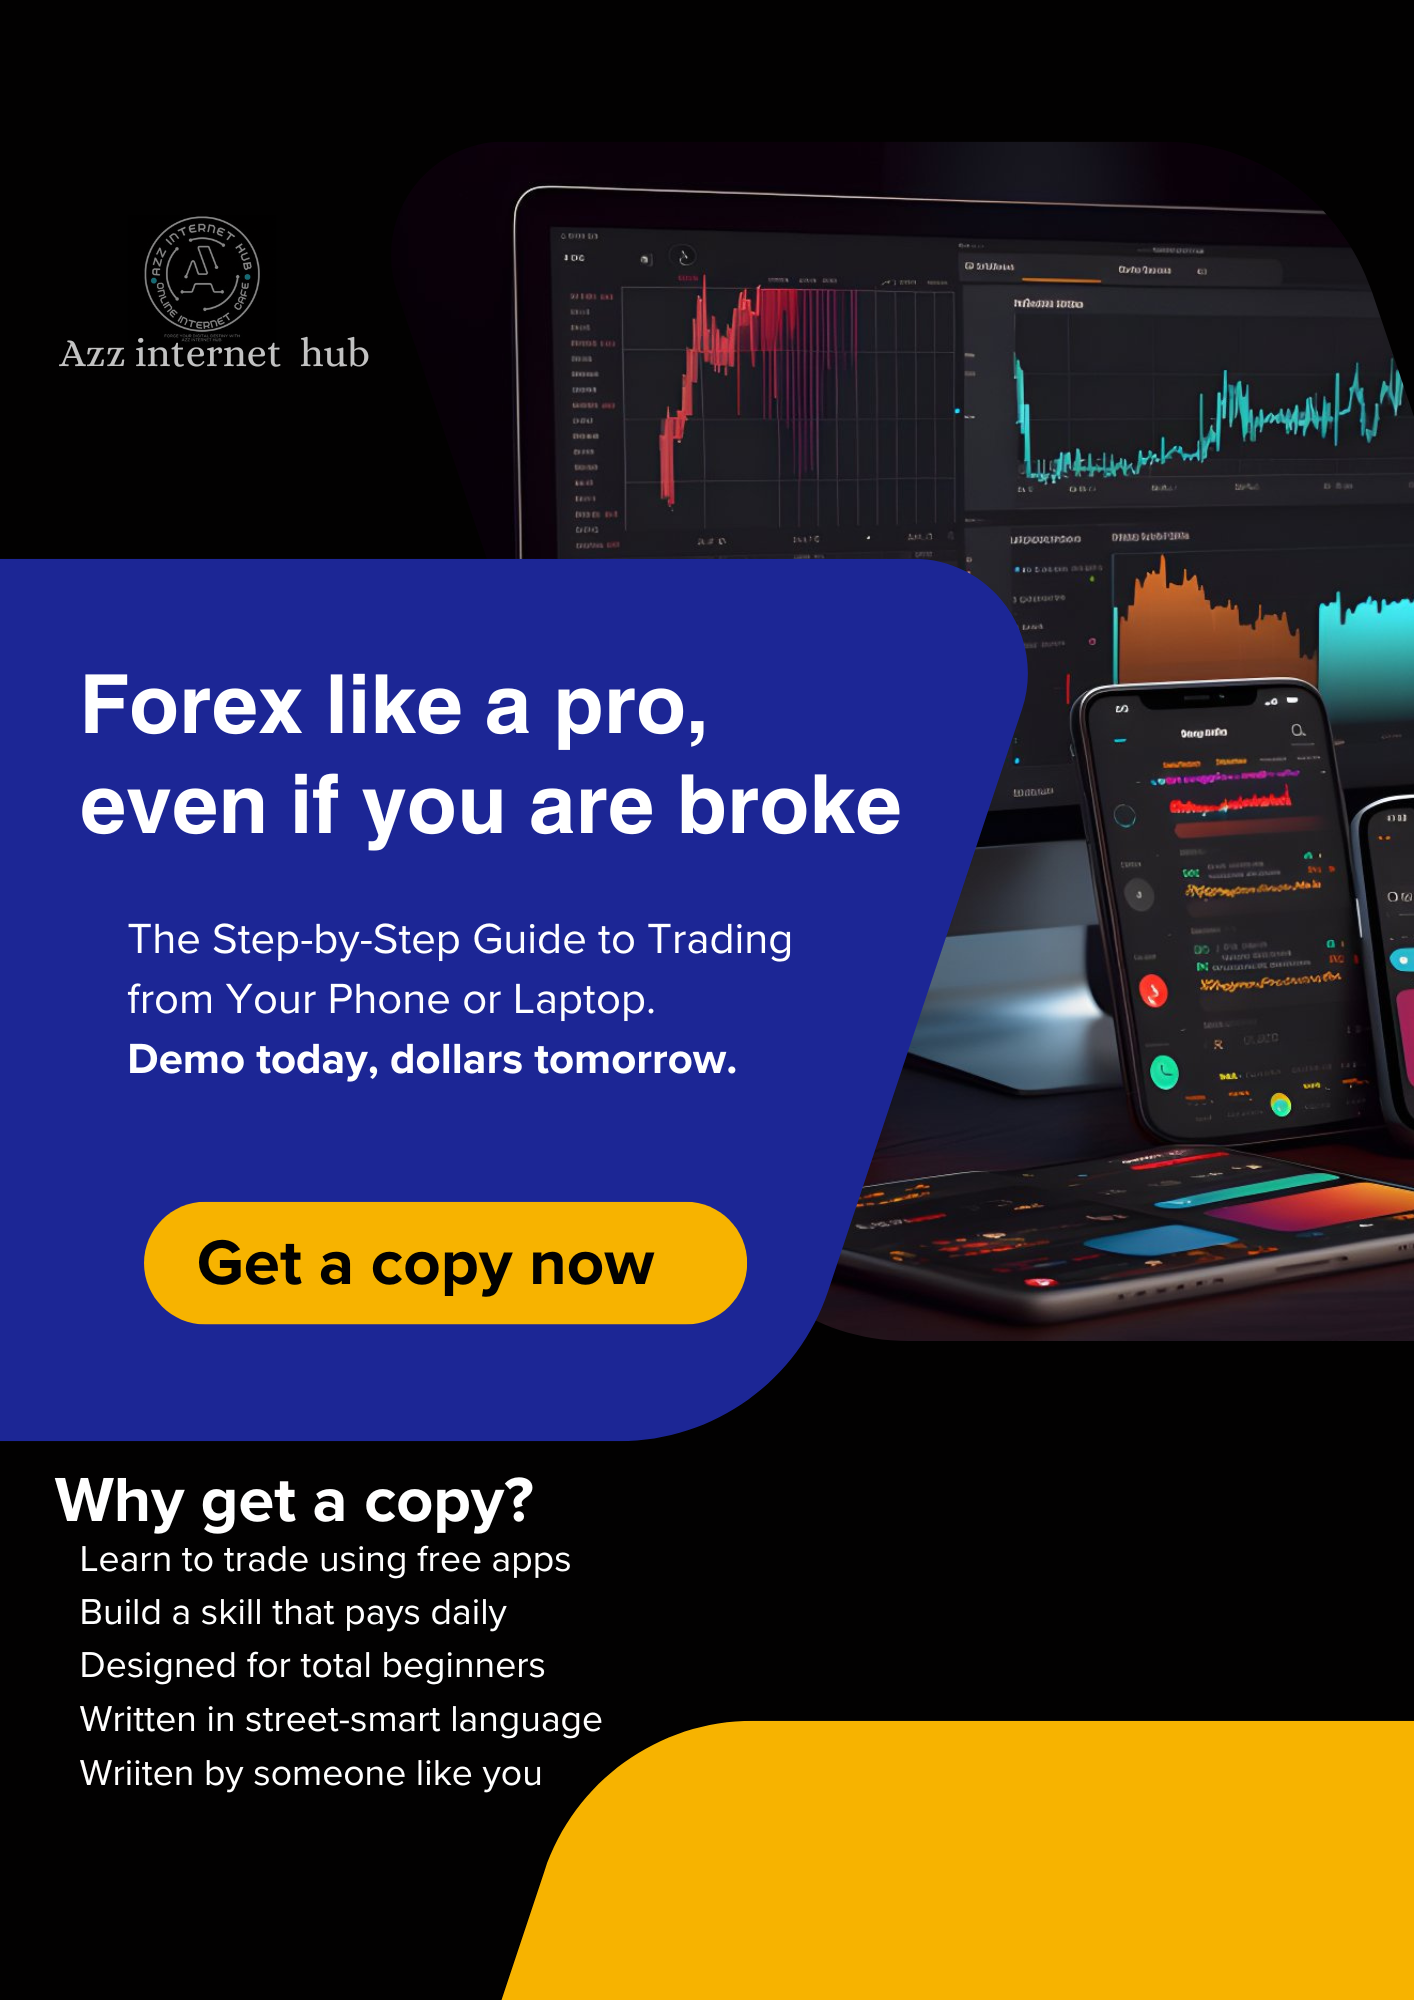 AZZ INTERNET HUB
ONLINE INTERNET CAFE
Azz internet hub
Forex like a pro,
even if you are broke
The Step-by-Step Guide to Trading
from Your Phone or Laptop.
Demo today, dollars tomorrow.
Get a copy now
Why get a copy?
Learn to trade using free apps
Build a skill that pays daily
Designed for total beginners
Written in street-smart language
Wriiten by someone like you